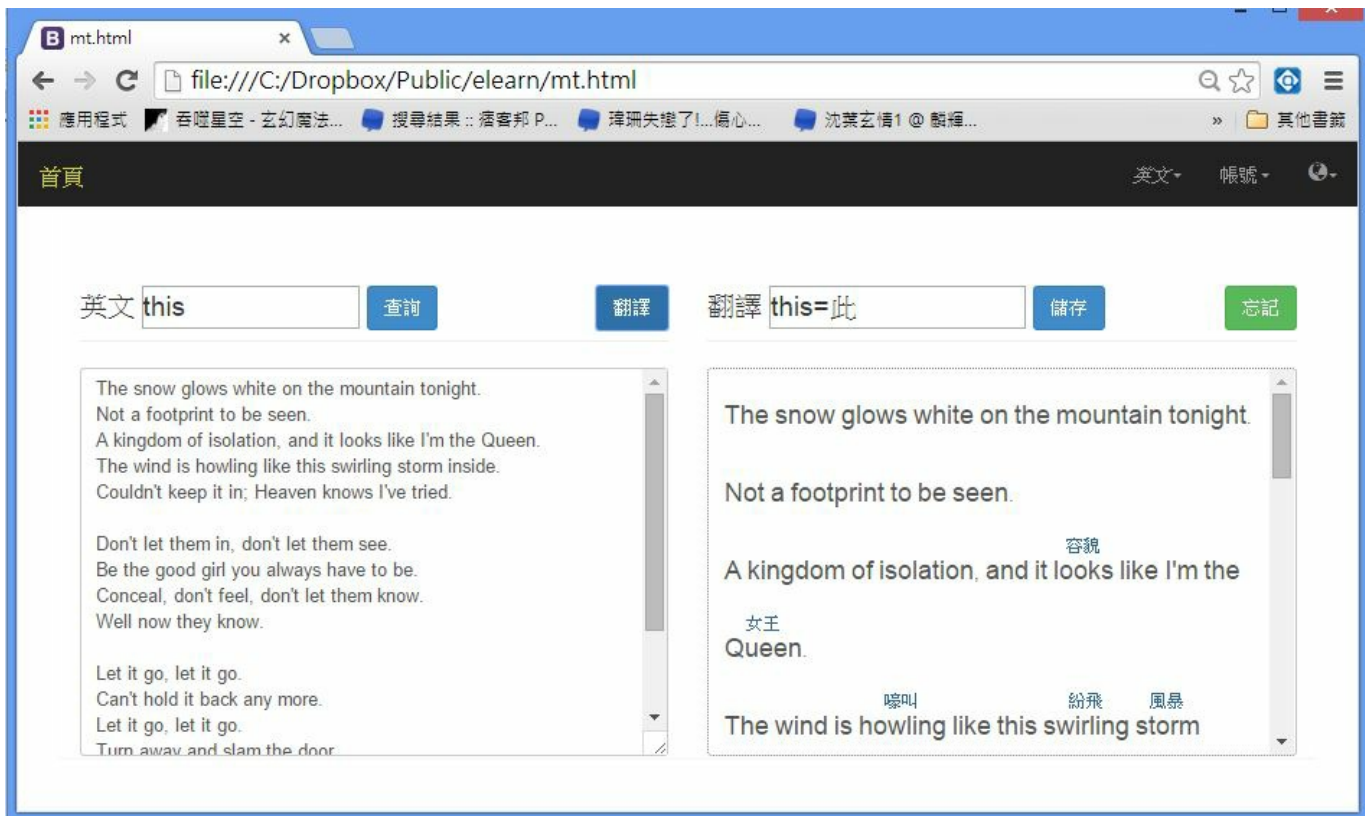 mt.html
file:///C:/Dropbox/Public/elearn/mt.html
應用程式 吞噬星空 - 玄幻魔法... 搜尋結果 :: 痞客邦 P... 瑋珊失戀了!...傷心... 沈葉玄情1 @ 麟輝... » 其他書籤
首頁 英文 帳號
英文 this 查詢 翻譯 翻譯 this=此 儲存 忘記
The snow glows white on the mountain tonight.
Not a footprint to be seen.
A kingdom of isolation, and it looks like I'm the Queen.
The wind is howling like this swirling storm inside.
Couldn't keep it in; Heaven knows I've tried.
Don't let them in, don't let them see.
Be the good girl you always have to be.
Conceal, don't feel, don't let them know.
Well now they know.
Let it go, let it go.
Can't hold it back any more.
Let it go, let it go.
Turn away and slam the door
The snow glows white on the mountain tonight.
Not a footprint to be seen.
容貌
A kingdom of isolation, and it looks like I'm the
女王
Queen.
嚎叫 紛飛 風暴
The wind is howling like this swirling storm